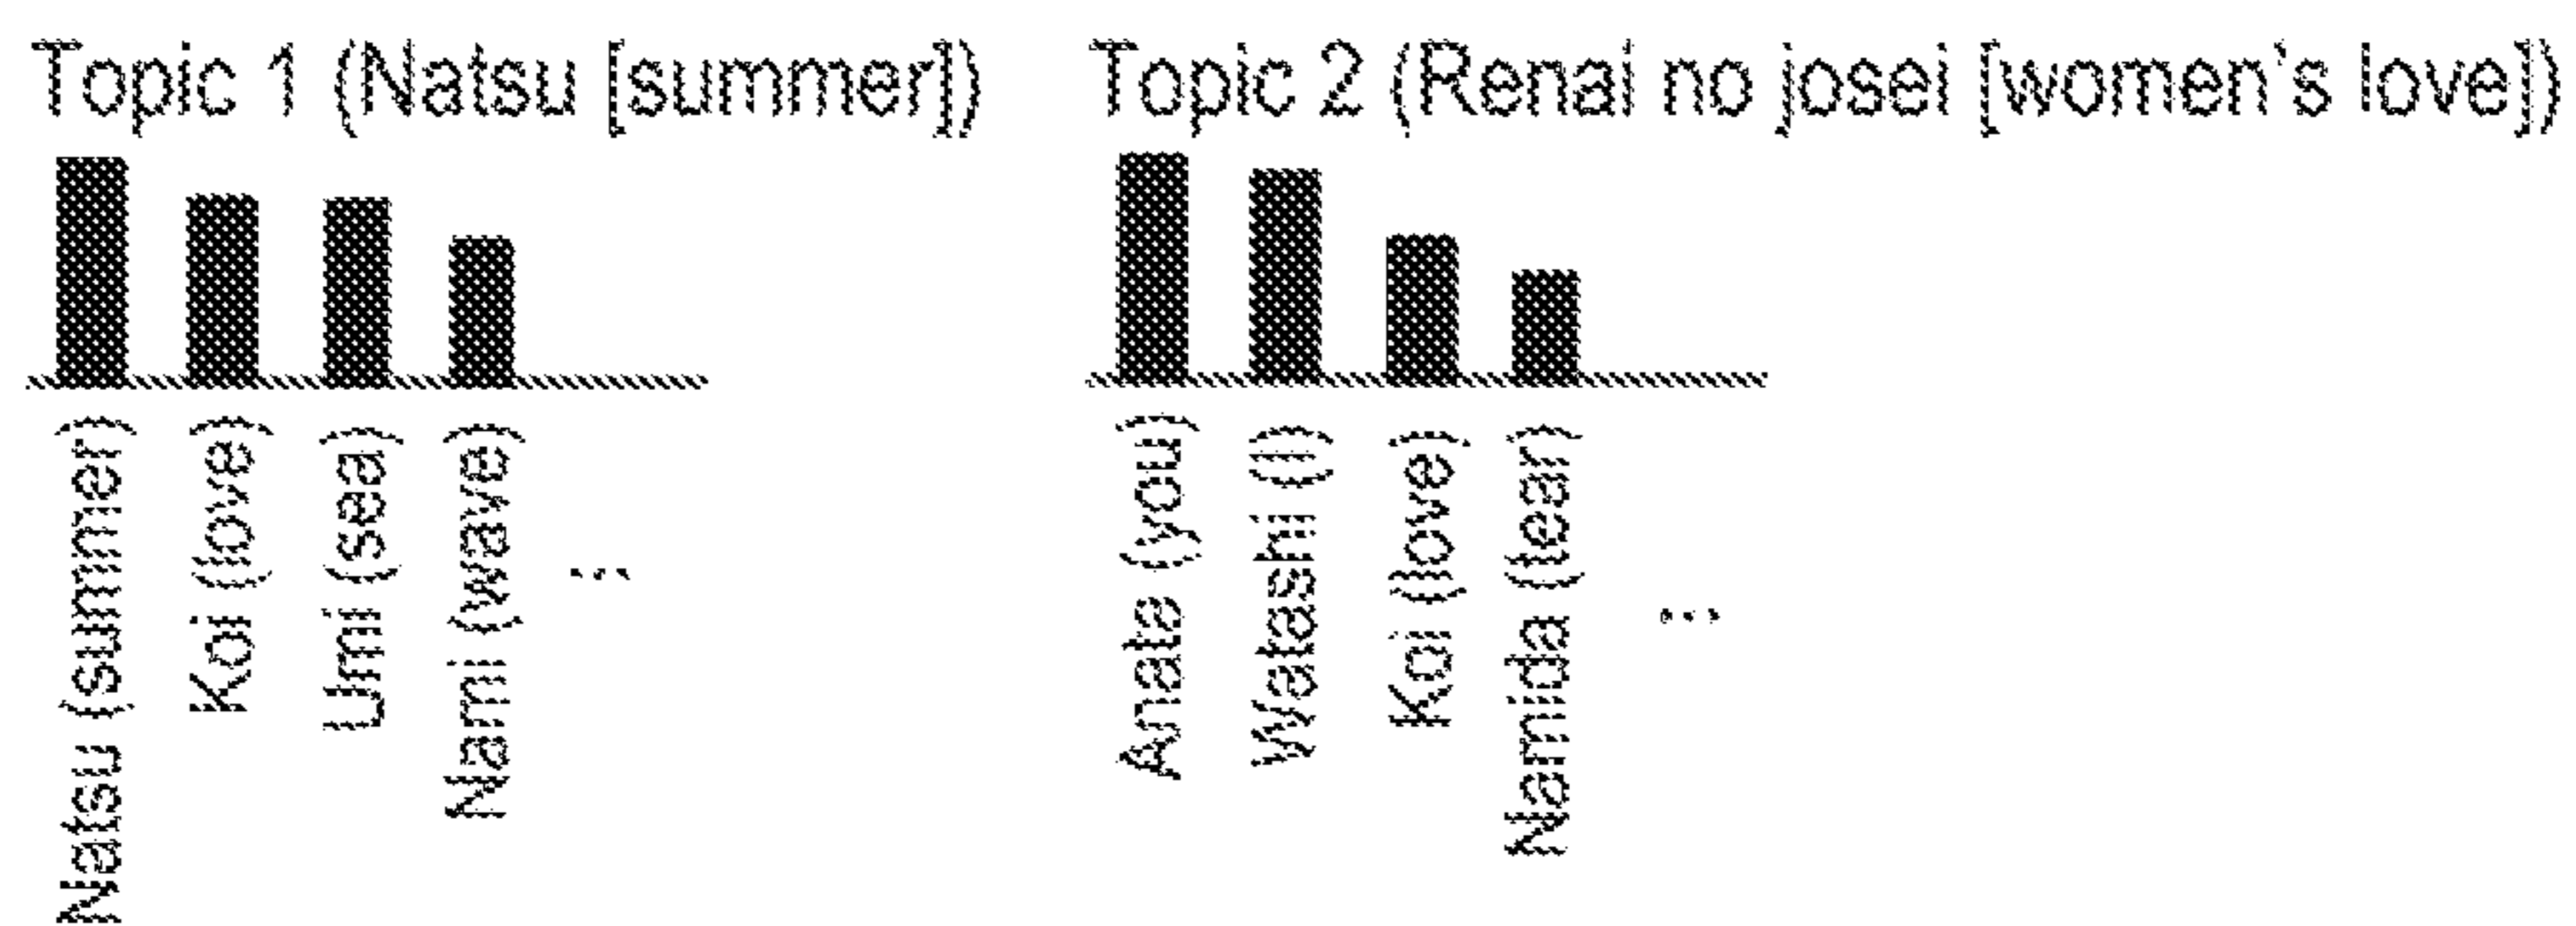 Topic 1 (Natsu [summer])
Natsu (summer)
Koi (love)
Umi (sea)
Nami (wave)
...
Topic 2 (Renai no josei [women's love])
Anata (you)
Watashi (I)
Koi (love)
Namida (tear)
...